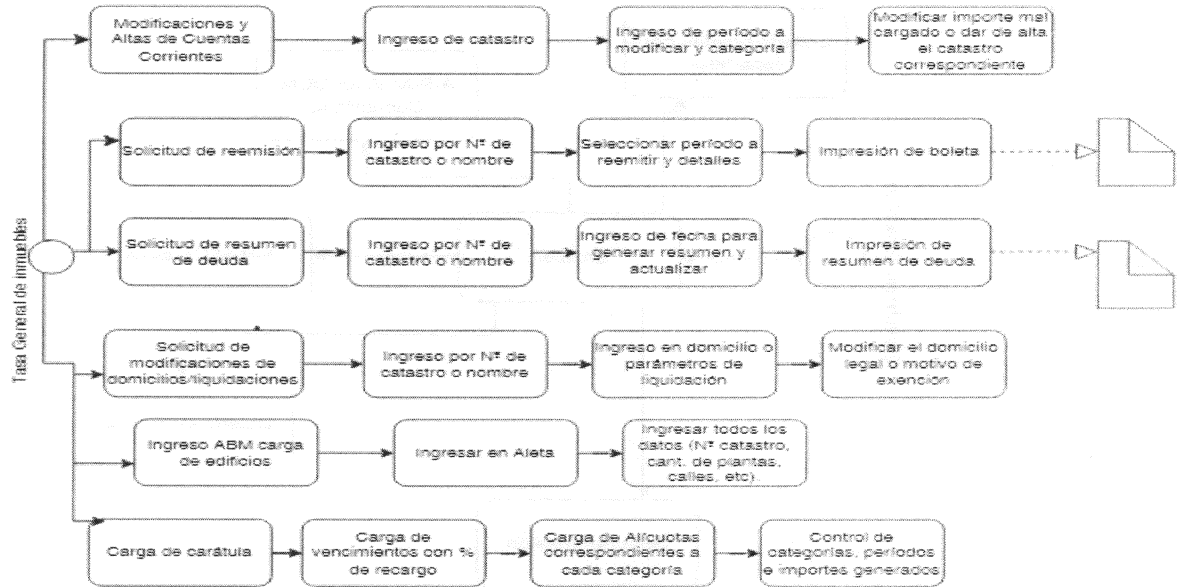 Tasa General de inmuebles
Modificaciones y
Altas de Cuentas
Corrientes
Ingreso de catastro
Ingreso de período a
modificar y categoría
Modificar importe mal
cargado o dar de alta
el catastro
correspondiente
Solicitud de reemisión
Ingreso por Nº de
catastro o nombre
Seleccionar período a
reemitir y detalles
Impresión de boleta
Solicitud de resumen
de deuda
Ingreso por Nº de
catastro o nombre
Ingreso de fecha para
generar resumen y
actualizar
Impresión de
resumen de deuda
Solicitud de
modificaciones de
domicilios/liquidaciones
Ingreso por Nº de
catastro o nombre
Ingreso en domicilio o
parámetros de
liquidación
Modificar el domicilio
legal o motivo de
exención
Ingreso ABM carga
de edificios
Ingresar en Aleta
Ingresar todos los
datos (Nº catastro,
cant. de plantas,
calles, etc)
Carga de carátula
Carga de
vencimientos con %
de recargo
Carga de Alícuotas
correspondientes a
cada categoría
Control de
categorías, períodos
e importes generados